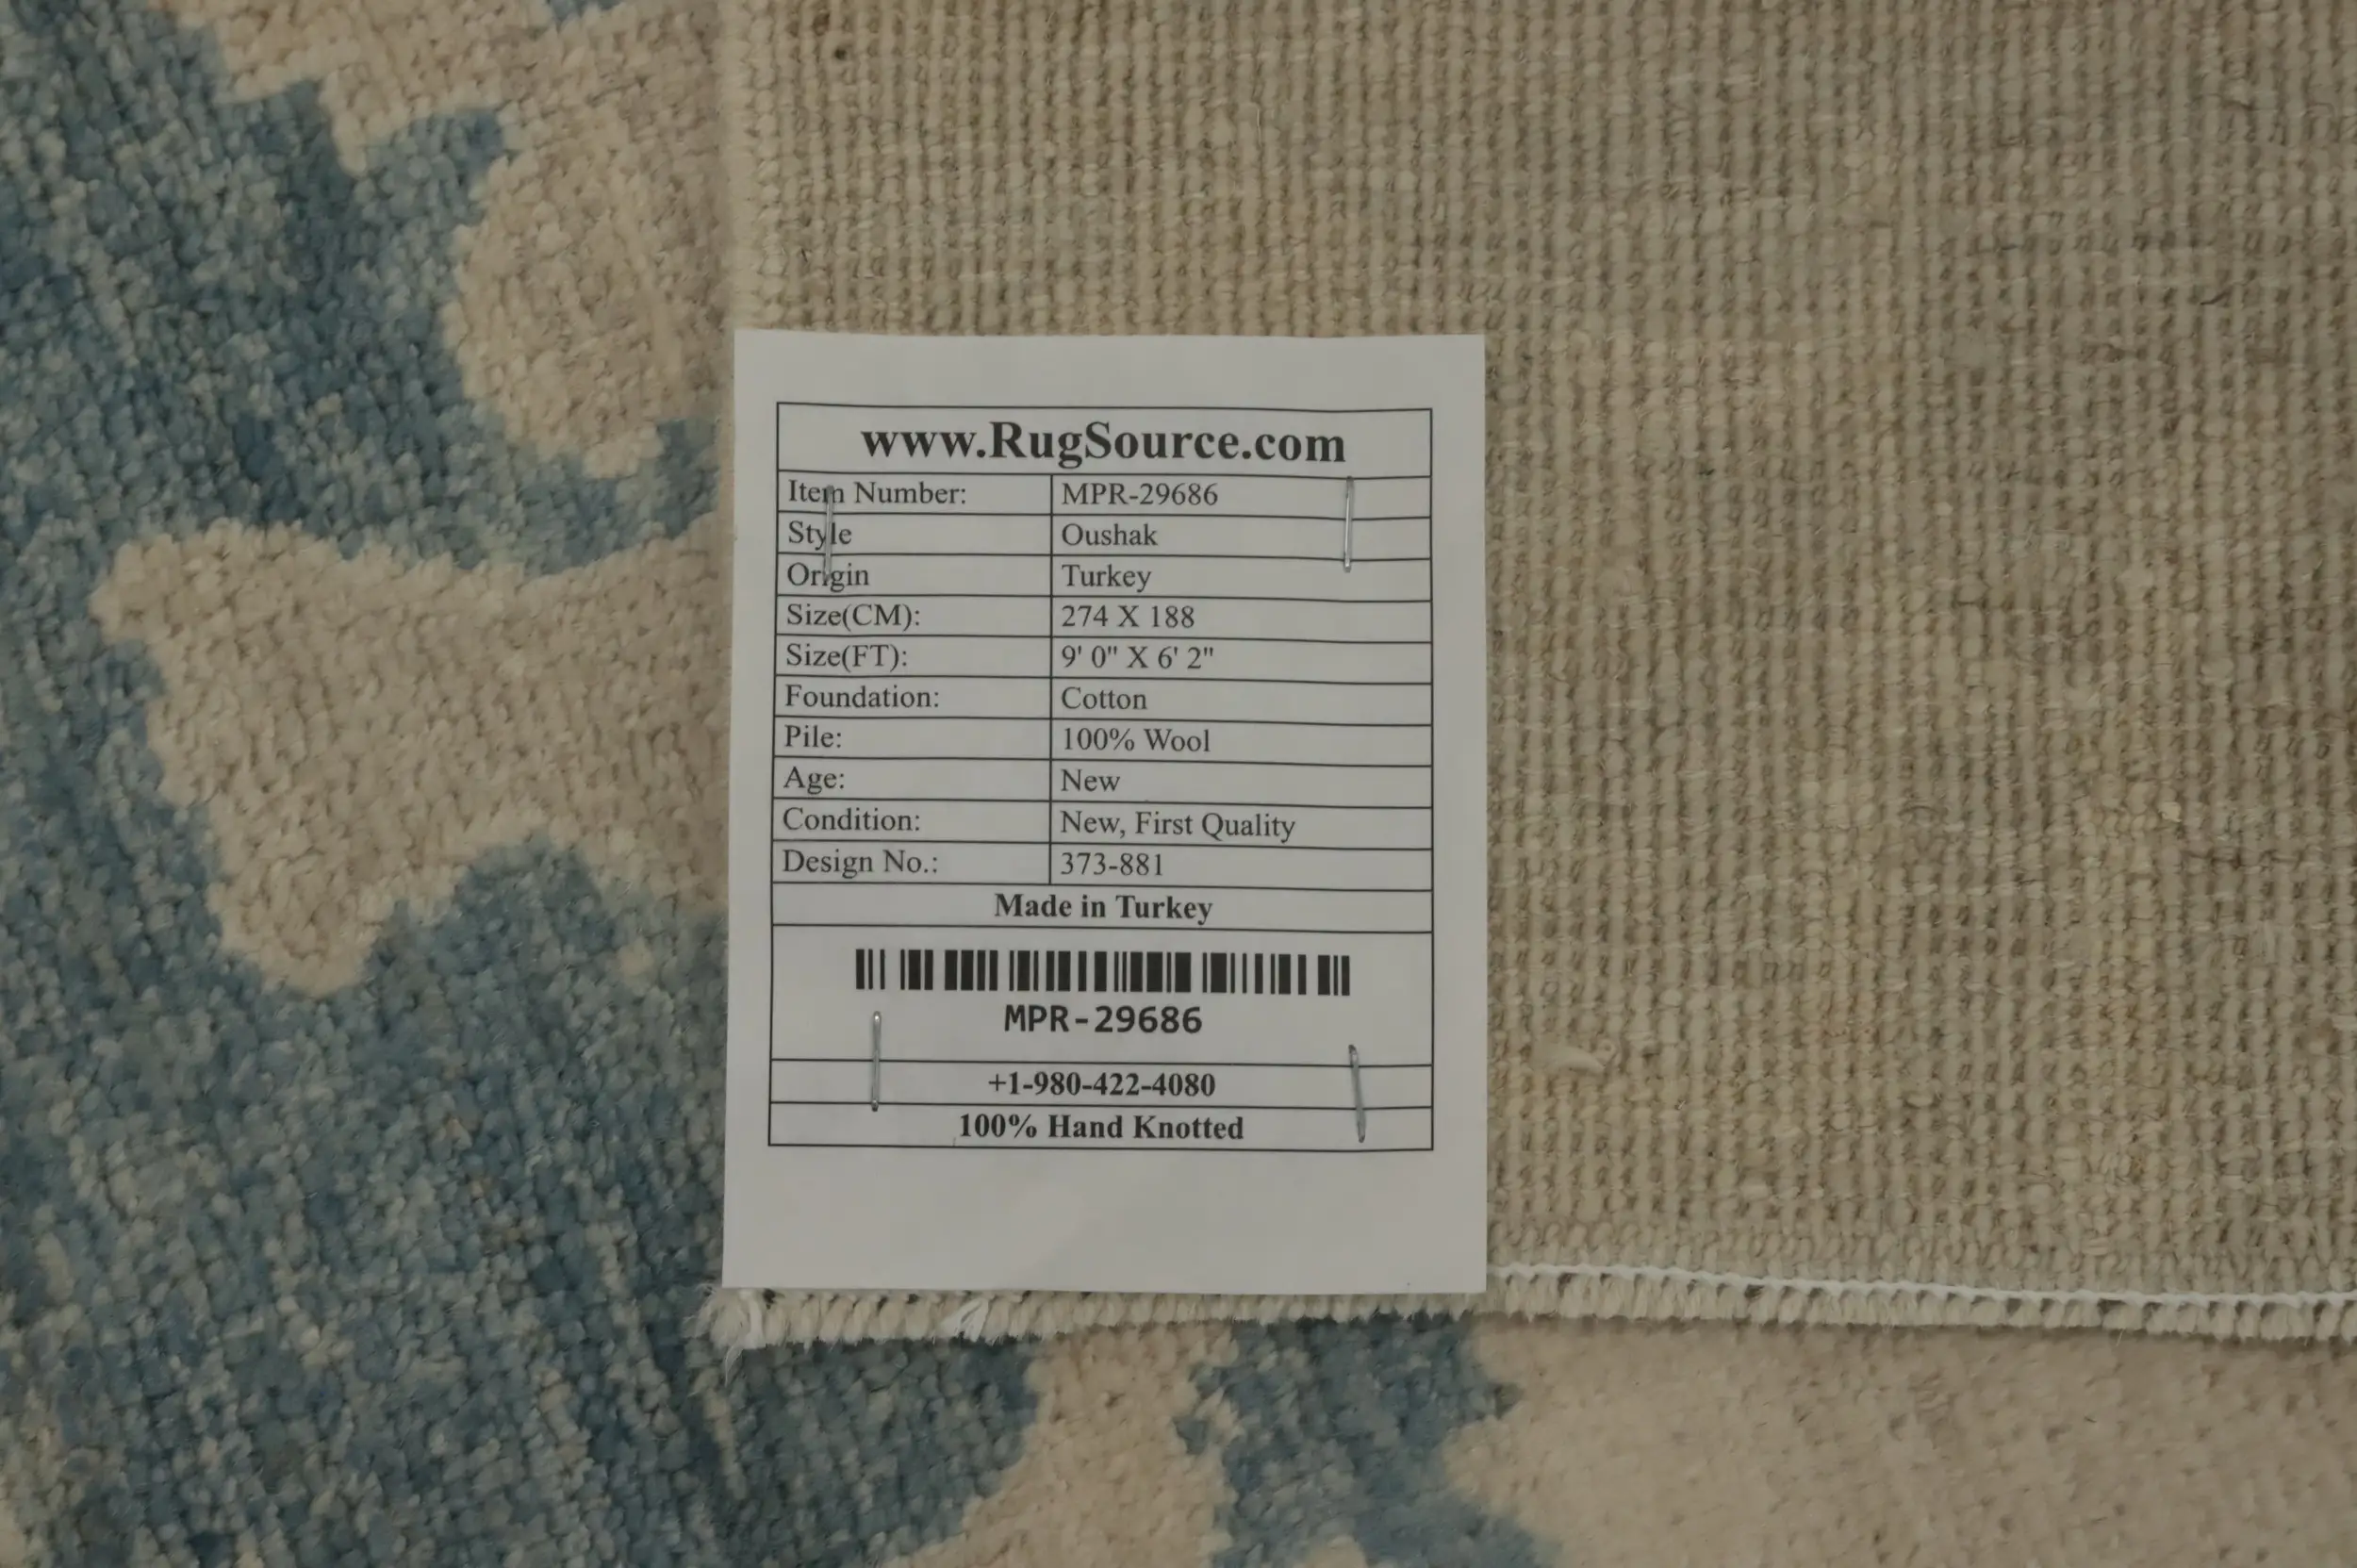 www.RugSource.com
Item Number: MPR-29686
Style Oushak
Origin Turkey
Size(CM): 274 X 188
Size(FT): 9' 0" X 6' 2"
Foundation: Cotton
Pile: 100% Wool
Age: New
Condition: New, First Quality
Design No.: 373-881
Made in Turkey
MPR-29686
+1-980-422-4080
100% Hand Knotted